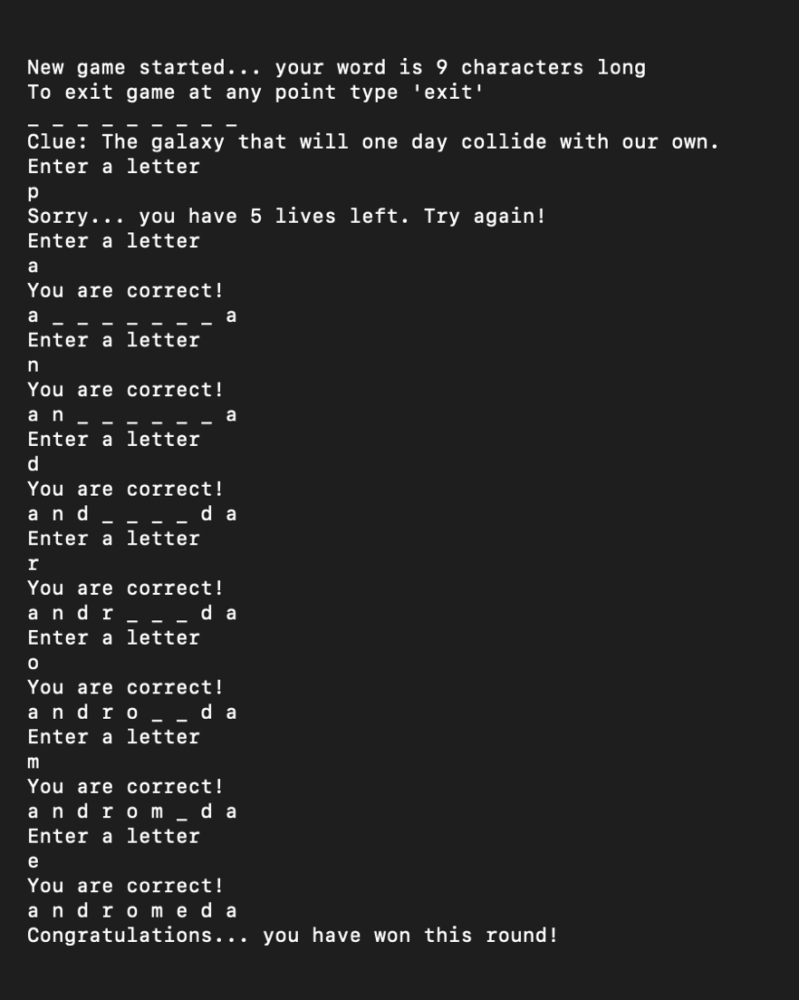 New game started... your word is 9 characters long
To exit game at any point type 'exit'
_ _ _ _ _ _ _ _ _
Clue: The galaxy that will one day collide with our own.
Enter a letter
p
Sorry... you have 5 lives left. Try again!
Enter a letter
a
You are correct!
a _ _ _ _ _ _ _ a
Enter a letter
n
You are correct!
a n _ _ _ _ _ _ a
Enter a letter
d
You are correct!
a n d _ _ _ _ d a
Enter a letter
r
You are correct!
a n d r _ _ _ d a
Enter a letter
o
You are correct!
a n d r o _ _ d a
Enter a letter
m
You are correct!
a n d r o m _ d a
Enter a letter
e
You are correct!
a n d r o m e d a
Congratulations... you have won this round!